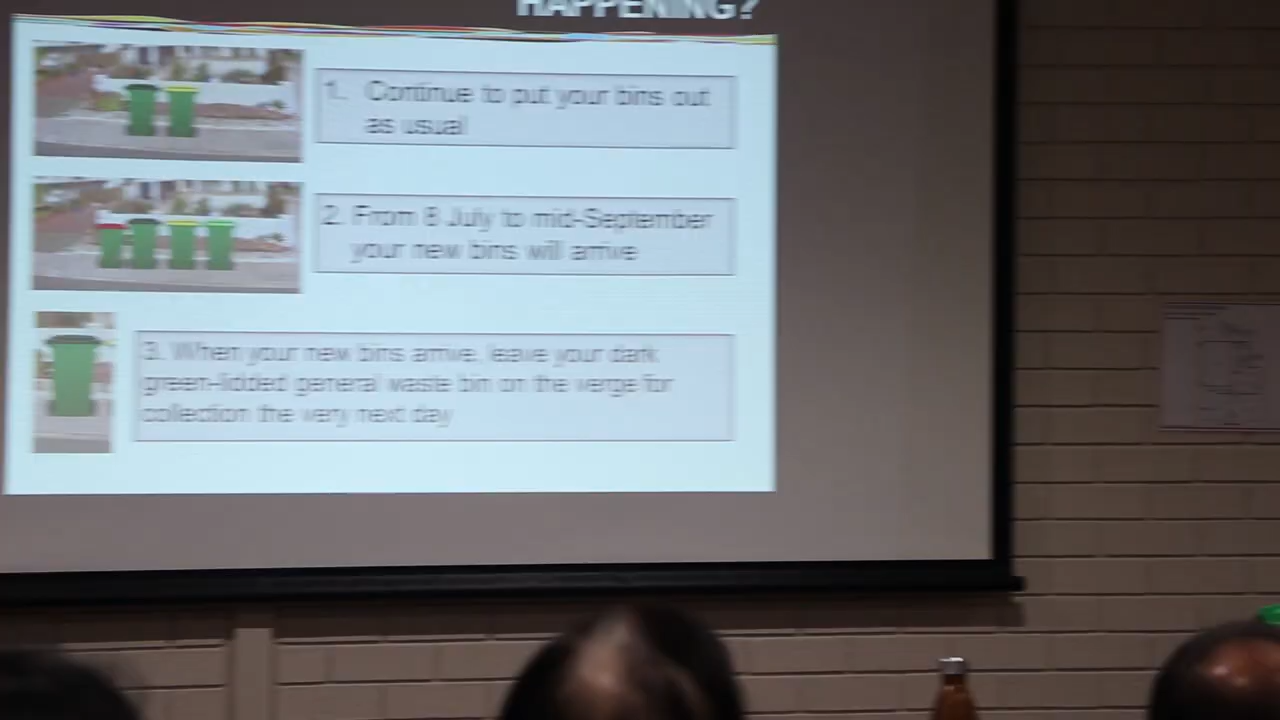 HAPPENING?
1. Continue to put your bins out
as usual
2. From 8 July to mid-September
your new bins will arrive
3. When your new bins arrive, leave your dark
green-lidded general waste bin on the verge for
collection the very next day